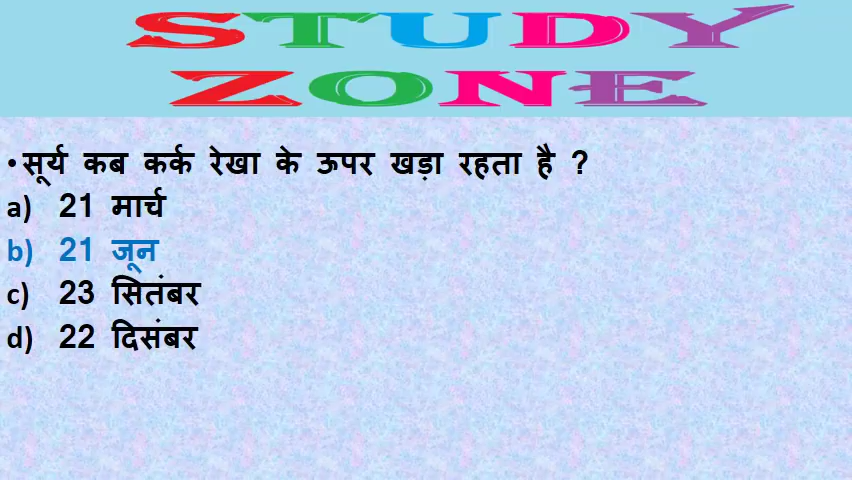 STUDY
ZONE
•सूर्य कब कर्क रेखा के ऊपर खड़ा रहता है ?
a) 21 मार्च
b) 21 जून
c) 23 सितंबर
d) 22 दिसंबर